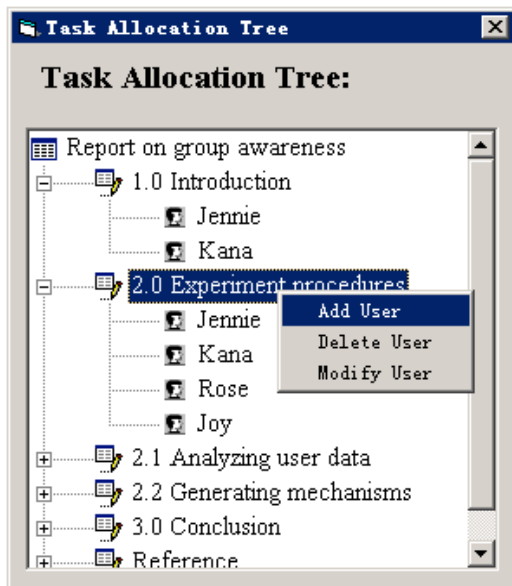 Task Allocation Tree
Task Allocation Tree:
Report on group awareness
1.0 Introduction
Jennie
Kana
2.0 Experiment procedures
Add User
Jennie
Delete User
Kana
Modify User
Rose
Joy
2.1 Analyzing user data
2.2 Generating mechanisms
3.0 Conclusion
Reference